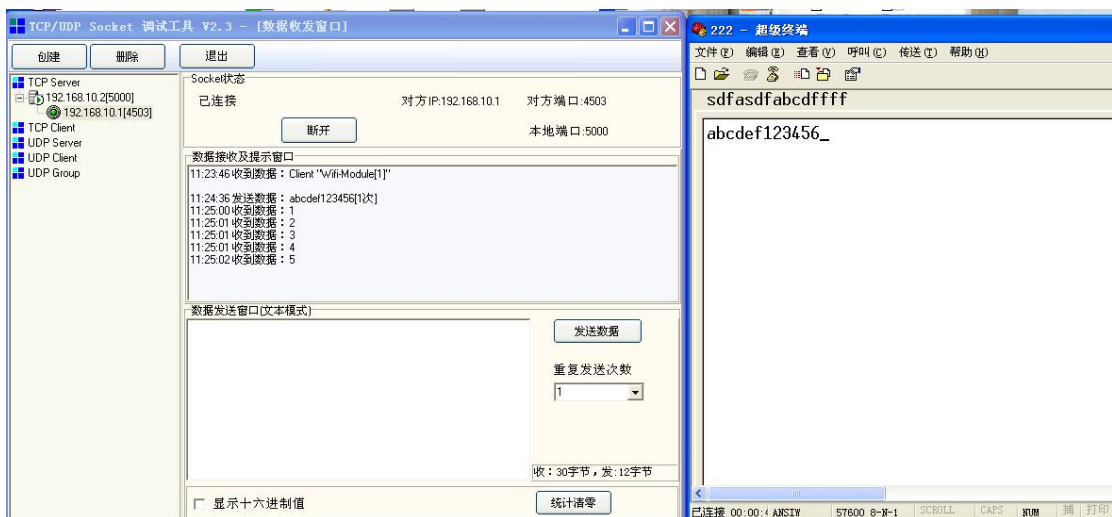 TCP/UDP Socket 调试工具 V2.3 - [数据收发窗口]
创建 删除 退出
TCP Server
192.168.10.2[5000]
192.168.10.1[4503]
TCP Client
UDP Server
UDP Client
UDP Group
Socket状态
已连接 对方IP:192.168.10.1 对方端口:4503
断开 本地端口:5000
数据接收及提示窗口
11:23:46 收到数据：Client "Wifi-Module[1]"
11:24:36 发送数据：abcdef123456[1次]
11:25:00 收到数据：1
11:25:01 收到数据：2
11:25:01 收到数据：3
11:25:01 收到数据：4
11:25:02 收到数据：5
数据发送窗口(文本模式)
发送数据
重复发送次数
1
收：30字节，发:12字节
显示十六进制值 统计清零
222 - 超级终端
文件(F) 编辑(E) 查看(V) 呼叫(C) 传送(T) 帮助(H)
sdfasdfabcdffff
abcdef123456_
已连接 00:00:4 ANSIW 57600 8-N-1 SCROLL CAPS NUM 捕 打印